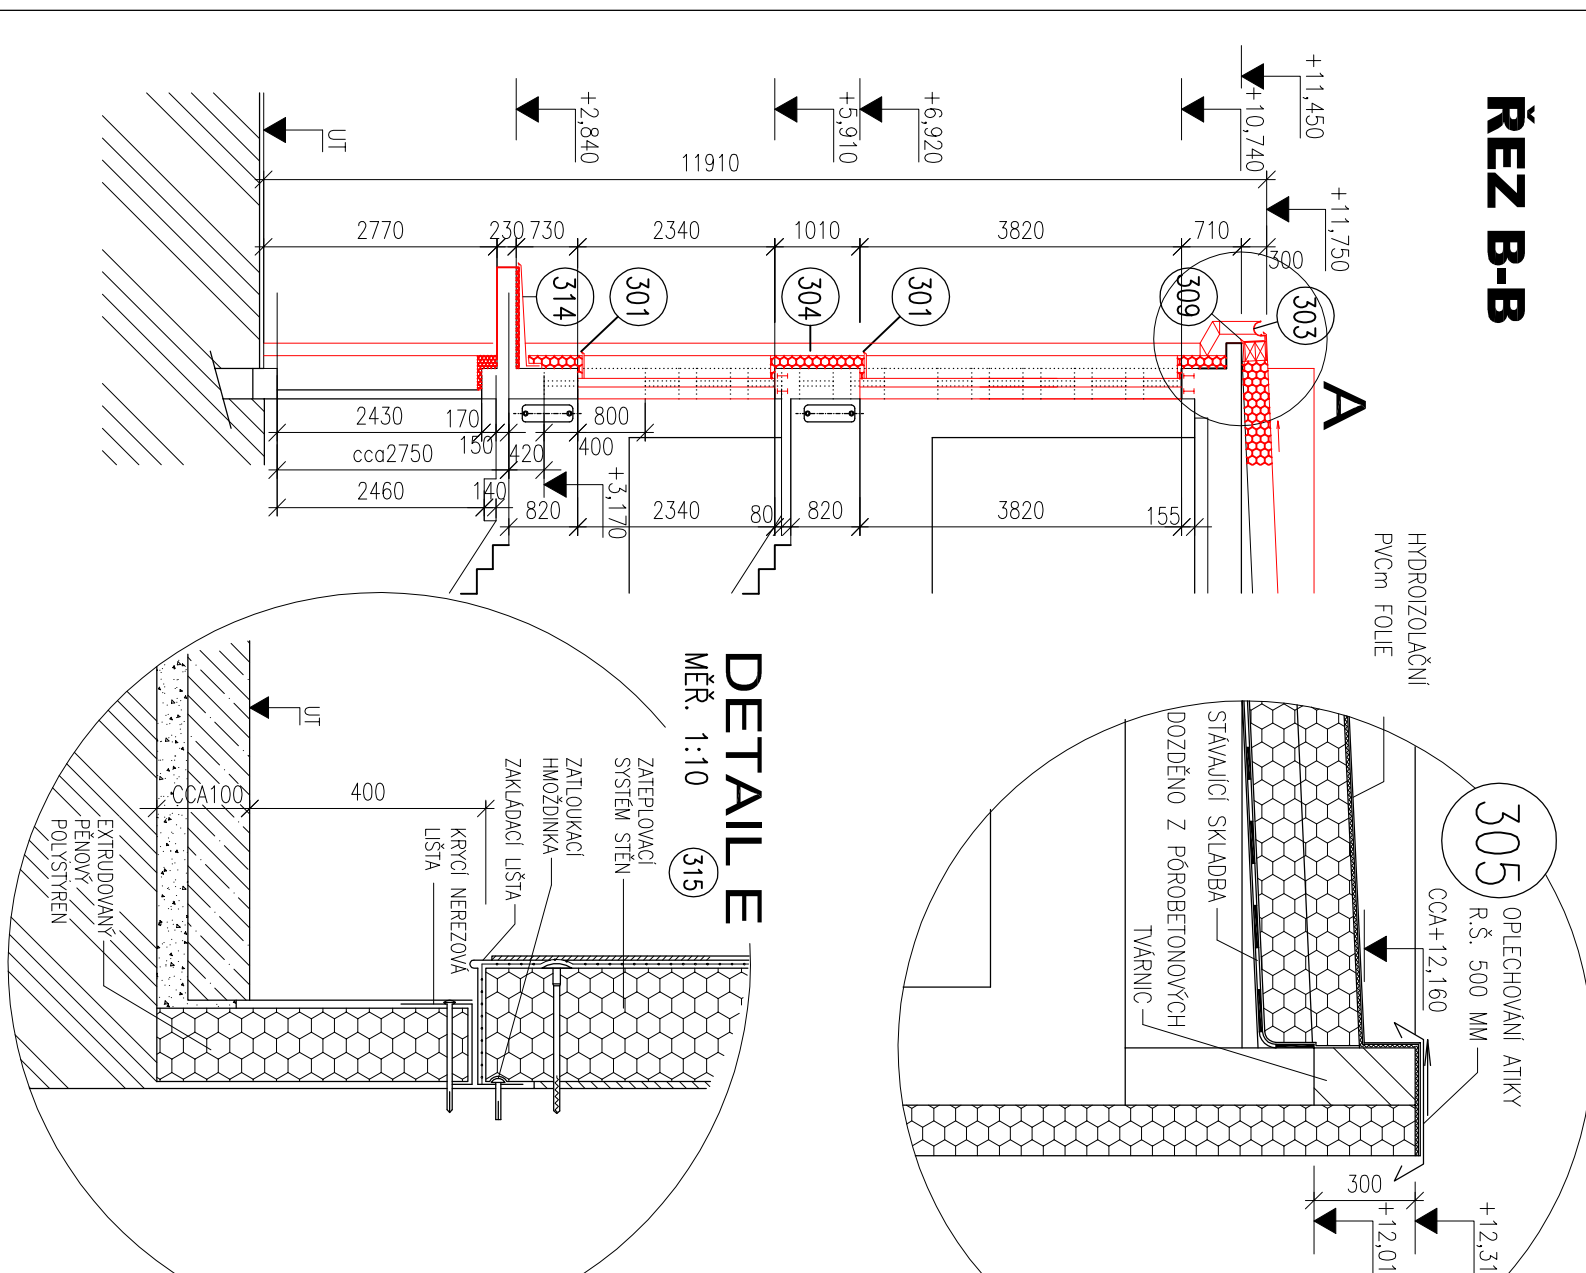 ŘEZ B-B
+11,450
+10,740
+11,750
+6,920
+5,910
+2,840
UT
11910
2770
230
730
2340
1010
3820
710
300
314
301
304
301
309
303
A
2430
170
150
800
400
cca2750
420
2460
140
820
+3,170
2340
80
820
3820
155
HYDROIZOLAČNÍ
PVCm FOLIE
STÁVAJÍCÍ SKLADBA
DOZDĚNO Z PÓROBETONOVÝCH
TVÁRNIC
305
OPLECHOVÁNÍ ATIKY
R.Š. 500 MM
CCA+12,160
300
+12,01
+12,31
DETAIL E
MĚŘ. 1:10
315
ZATEPLOVACÍ
SYSTÉM STĚN
ZATLOUKACÍ
HMOŽDINKA
ZAKLÁDACÍ LIŠTA
KRYCÍ NEREZOVÁ
LIŠTA
UT
CCA100
400
EXTRUDOVANÝ
PĚNOVÝ
POLYSTYREN